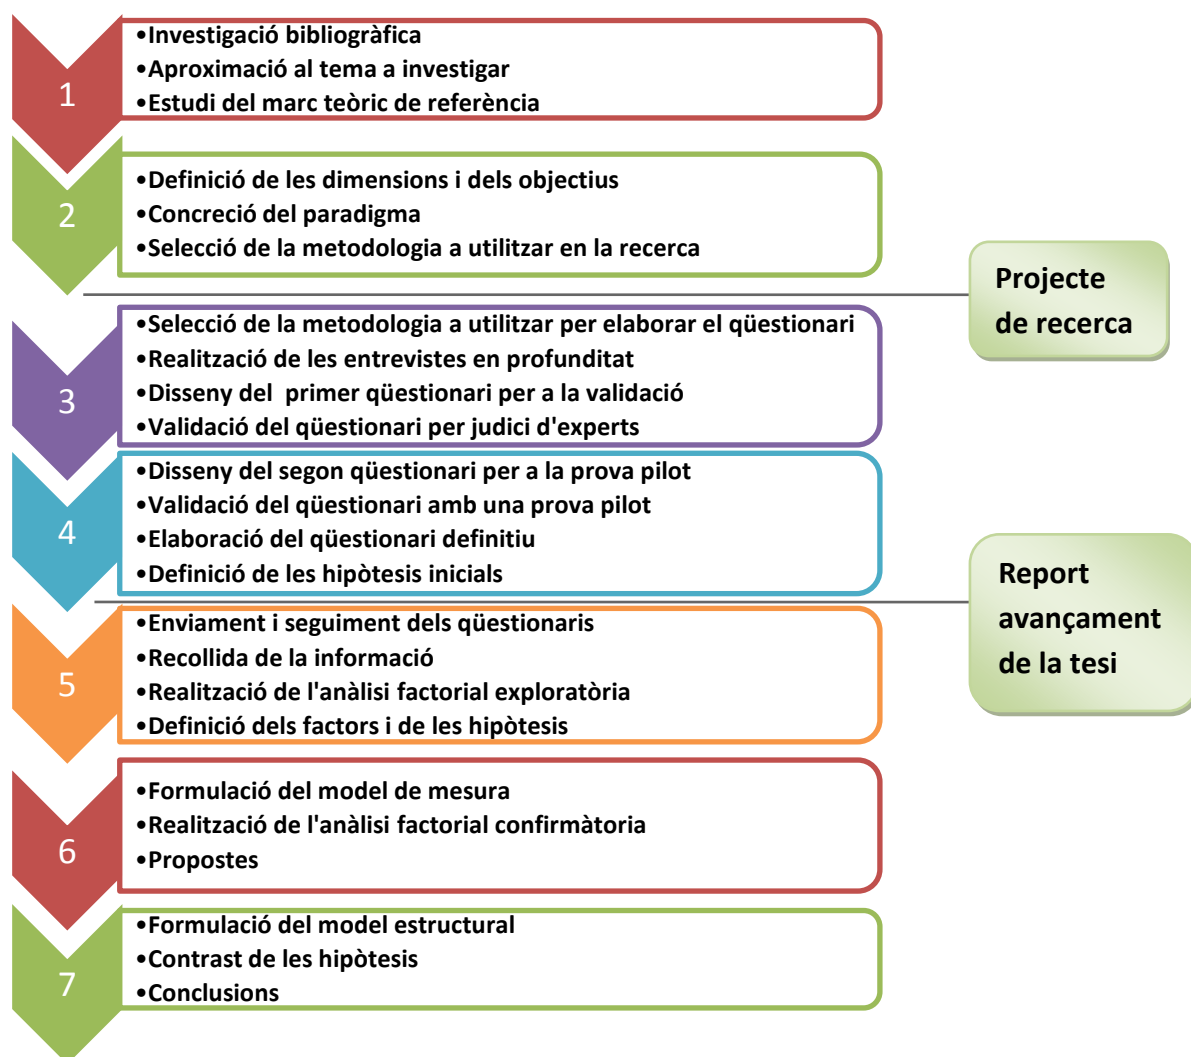 1
•Investigació bibliogràfica
•Aproximació al tema a investigar
•Estudi del marc teòric de referència
2
•Definició de les dimensions i dels objectius
•Concreció del paradigma
•Selecció de la metodologia a utilitzar en la recerca
Projecte
de recerca
3
•Selecció de la metodologia a utilitzar per elaborar el qüestionari
•Realització de les entrevistes en profunditat
•Disseny del  primer qüestionari per a la validació
•Validació del qüestionari per judici d'experts
4
•Disseny del segon qüestionari per a la prova pilot
•Validació del qüestionari amb una prova pilot
•Elaboració del qüestionari definitiu
•Definició de les hipòtesis inicials
Report
avançament
de la tesi
5
•Enviament i seguiment dels qüestionaris
•Recollida de la informació
•Realització de l'anàlisi factorial exploratòria
•Definició dels factors i de les hipòtesis
6
•Formulació del model de mesura
•Realització de l'anàlisi factorial confirmàtoria
•Propostes
7
•Formulació del model estructural
•Contrast de les hipòtesis
•Conclusions